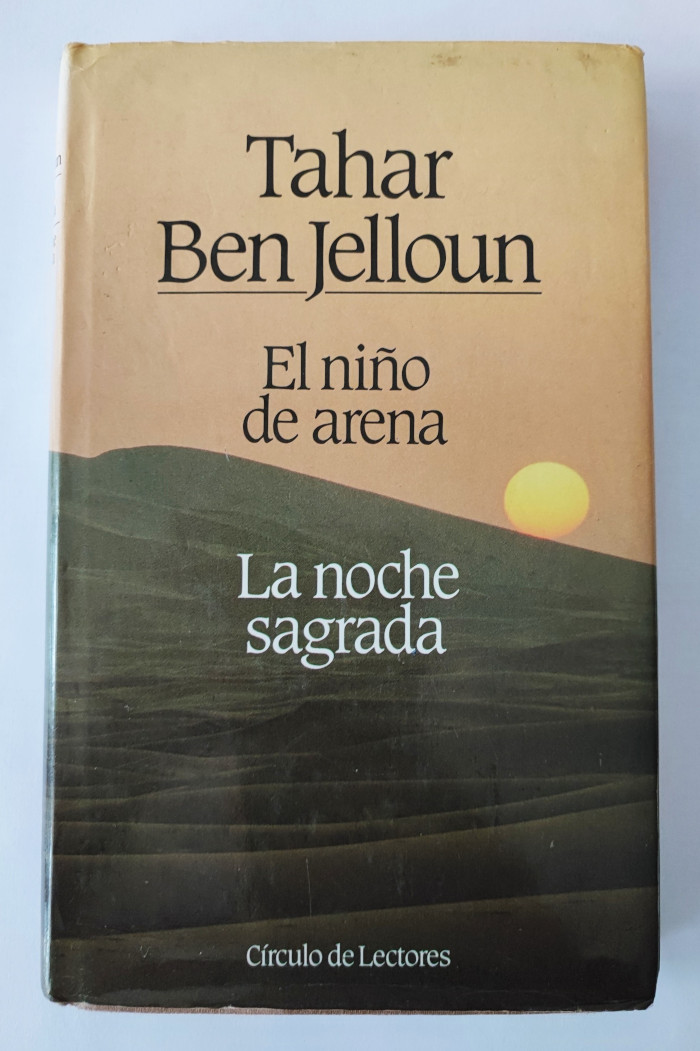 Tahar
Ben Jelloun
El niño
de arena
La noche
sagrada
Círculo de Lectores